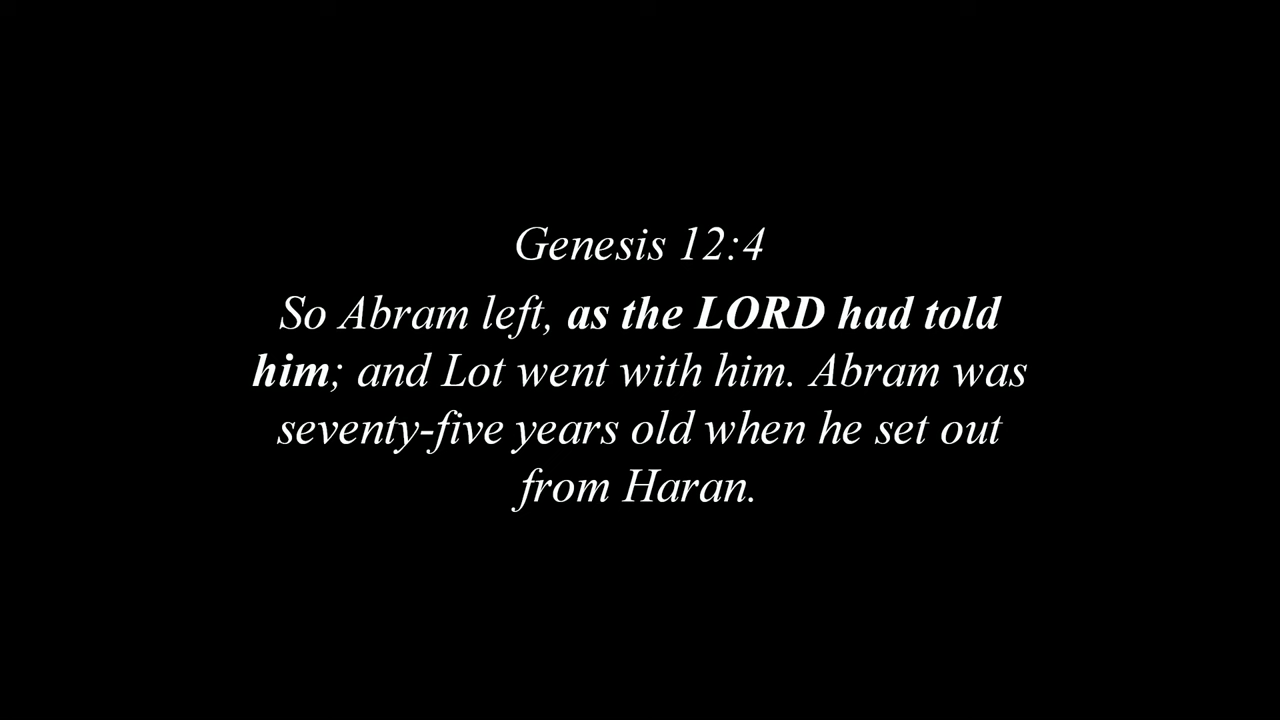 Genesis 12:4
So Abram left, as the LORD had told
him; and Lot went with him. Abram was
seventy-five years old when he set out
from Haran.